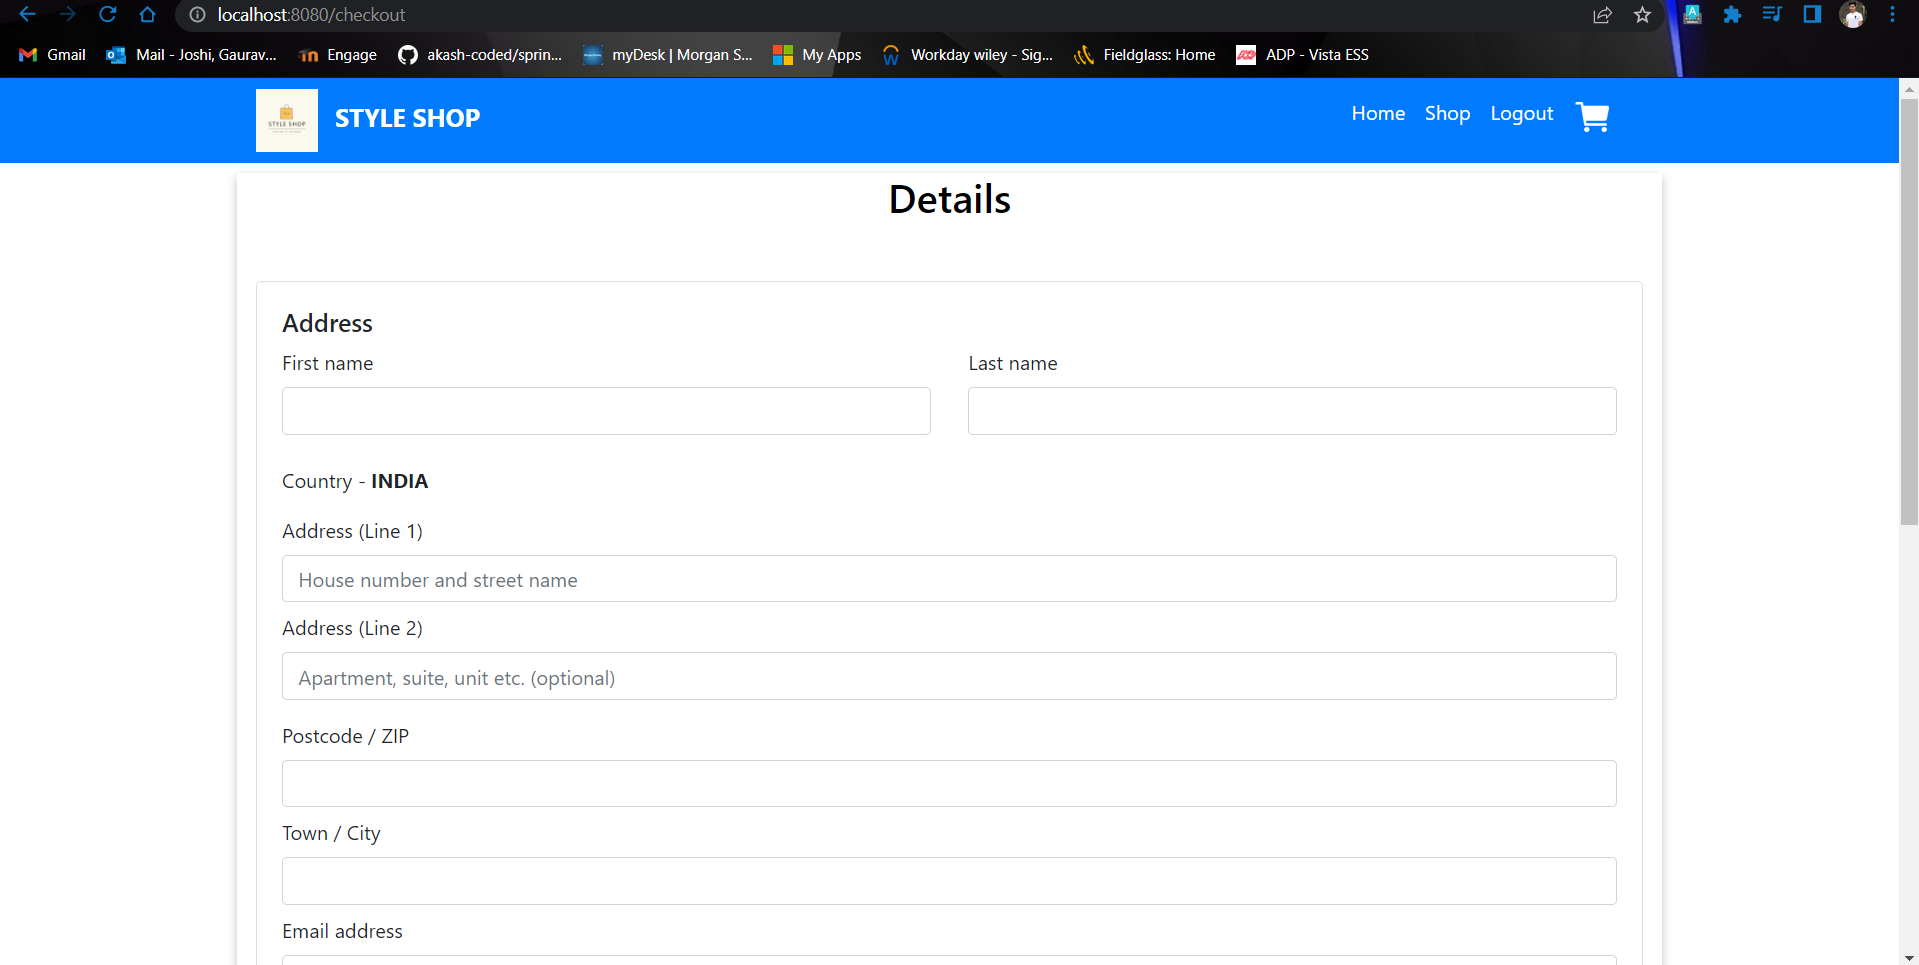 localhost:8080/checkout
Gmail Mail - Joshi, Gaurav... Engage akash-coded/sprin... myDesk | Morgan S... My Apps Workday wiley - Sig... Fieldglass: Home ADP - Vista ESS
STYLE SHOP STYLE SHOP Home Shop Logout
Details
Address
First name Last name
Country - INDIA
Address (Line 1)
House number and street name
Address (Line 2)
Apartment, suite, unit etc. (optional)
Postcode / ZIP
Town / City
Email address